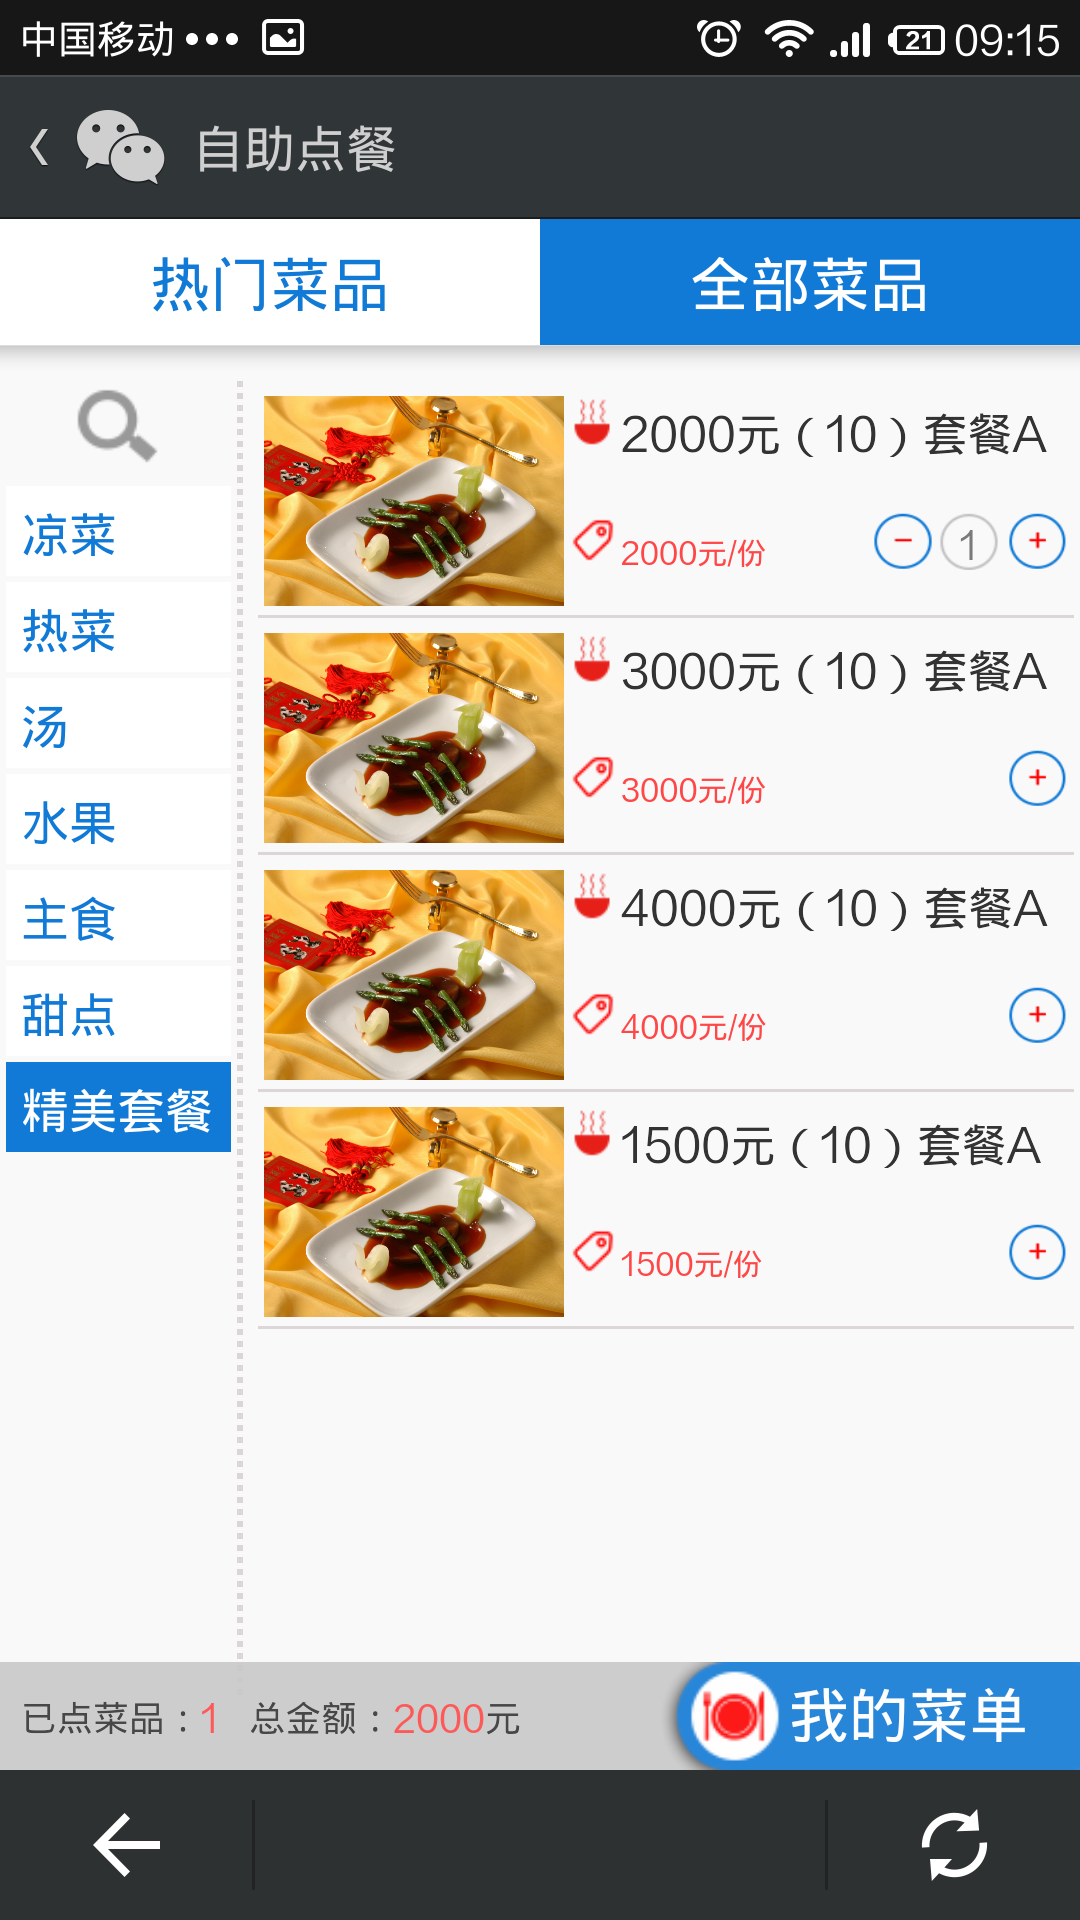 中国移动 ••• 21 09:15
自助点餐
热门菜品 全部菜品
凉菜
热菜
汤
水果
主食
甜点
精美套餐
2000元（10）套餐A
2000元/份 − 1 +
3000元（10）套餐A
3000元/份 +
4000元（10）套餐A
4000元/份 +
1500元（10）套餐A
1500元/份 +
已点菜品：1 总金额：2000元 我的菜单